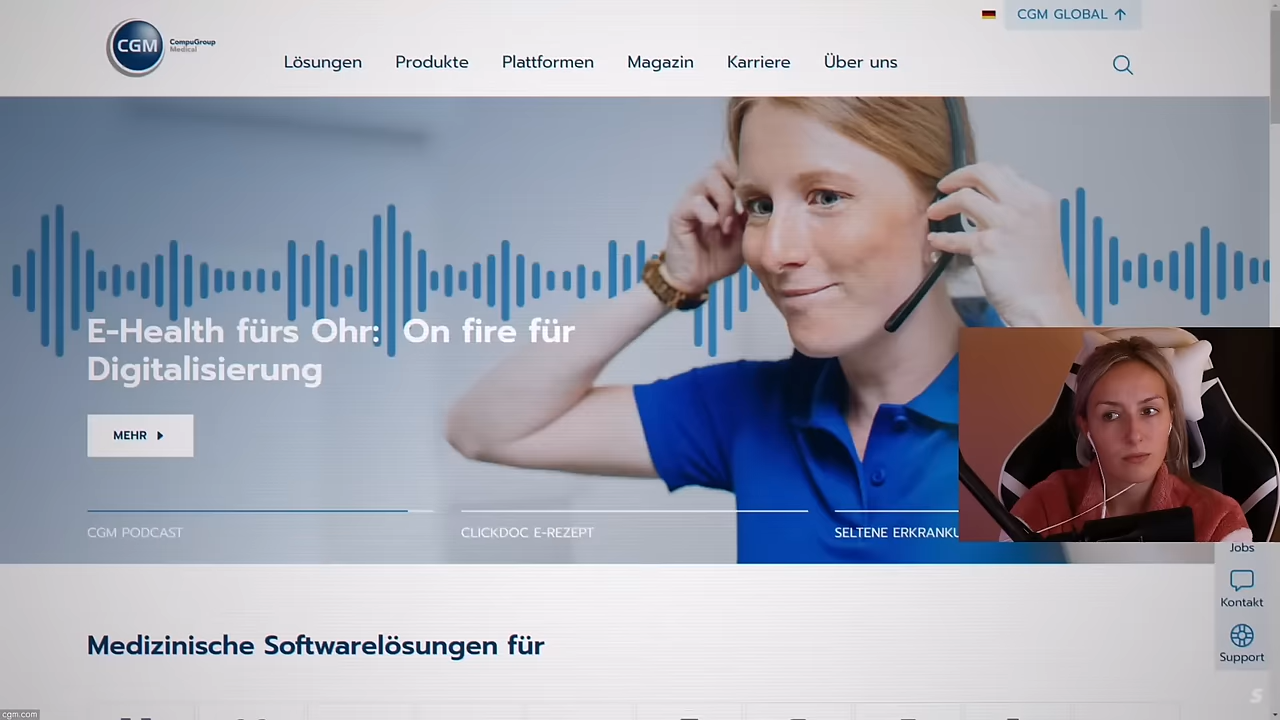 CGM GLOBAL
CGM
CompuGroup
Medical
Lösungen
Produkte
Plattformen
Magazin
Karriere
Über uns
E-Health fürs Ohr: On fire für
Digitalisierung
MEHR
CGM PODCAST
CLICKDOC E-REZEPT
SELTENE ERKRANKU
Jobs
Kontakt
Support
Medizinische Softwarelösungen für
cgm.com